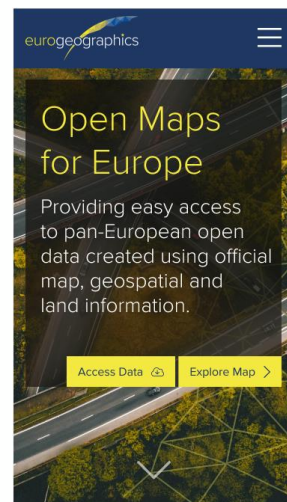 eurogeographics
Open Maps
for Europe
Providing easy access
to pan-European open
data created using official
map, geospatial and
land information.
Access Data
Explore Map